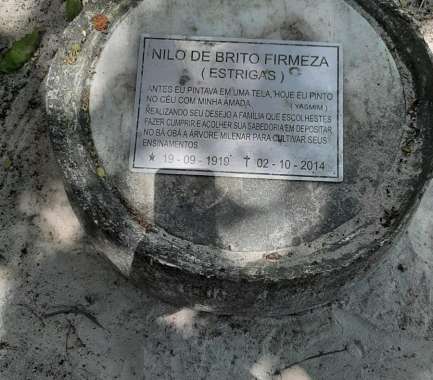 NILO DE BRITO FIRMEZA
( ESTRIGAS )
ANTES EU PINTAVA EM UMA TELA, HOJE EU PINTO
NO CÉU COM MINHA AMADA. ( YASMIM )
REALIZANDO SEU DESEJO A FAMÍLIA QUE ESCOLHESTES
FAZER CUMPRIR E ACOLHER SUA SABEDORIA EM DEPOSITAR
NO BA OBÁ A ÁRVORE MILENAR PARA CULTIVAR SEUS
ENSINAMENTOS
★ 19 - 09 - 1919 ✝ 02 - 10 - 2014